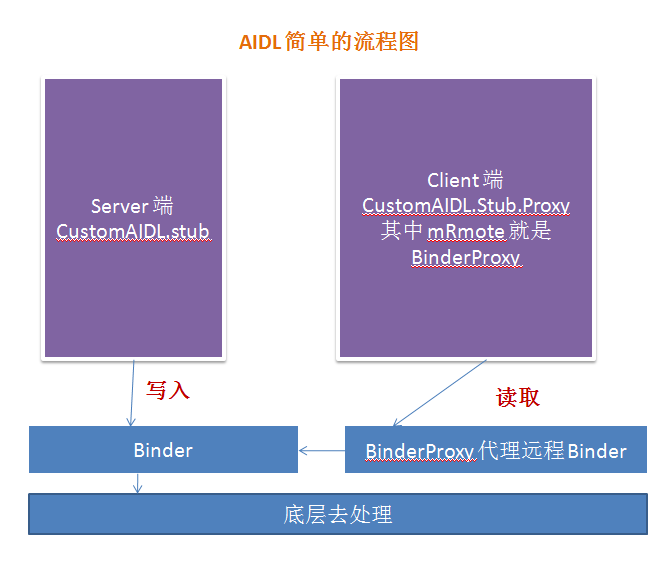 AIDL简单的流程图
Server 端
CustomAIDL.stub
Client 端
CustomAIDL.Stub.Proxy
其中 mRmote 就是
BinderProxy
写入
读取
Binder
BinderProxy 代理远程 Binder
底层去处理